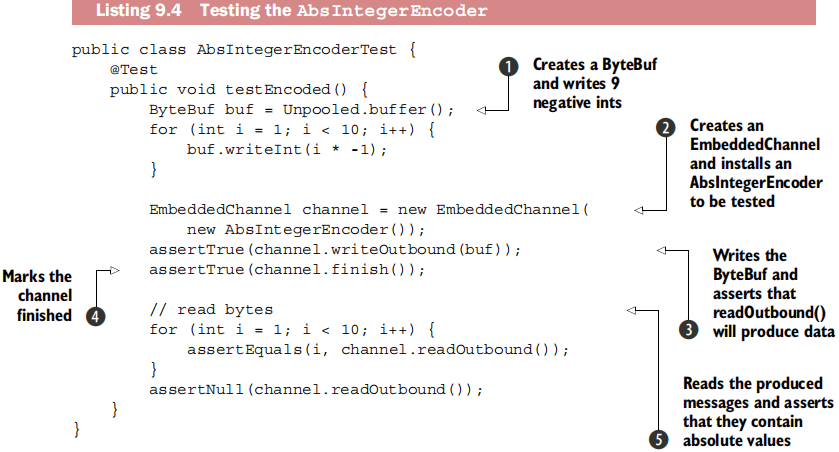 Listing 9.4 Testing the AbsIntegerEncoder
public class AbsIntegerEncoderTest {
@Test
public void testEncoded() {
ByteBuf buf = Unpooled.buffer();
for (int i = 1; i < 10; i++) {
buf.writeInt(i * -1);
}
EmbeddedChannel channel = new EmbeddedChannel(
new AbsIntegerEncoder());
assertTrue(channel.writeOutbound(buf));
assertTrue(channel.finish());
// read bytes
for (int i = 1; i < 10; i++) {
assertEquals(i, channel.readOutbound());
}
assertNull(channel.readOutbound());
}
}
1 Creates a ByteBuf
and writes 9
negative ints
2 Creates an
EmbeddedChannel
and installs an
AbsIntegerEncoder
to be tested
Writes the
ByteBuf and
asserts that
readOutbound()
3 will produce data
Marks the
channel
finished 4
Reads the produced
messages and asserts
that they contain
5 absolute values